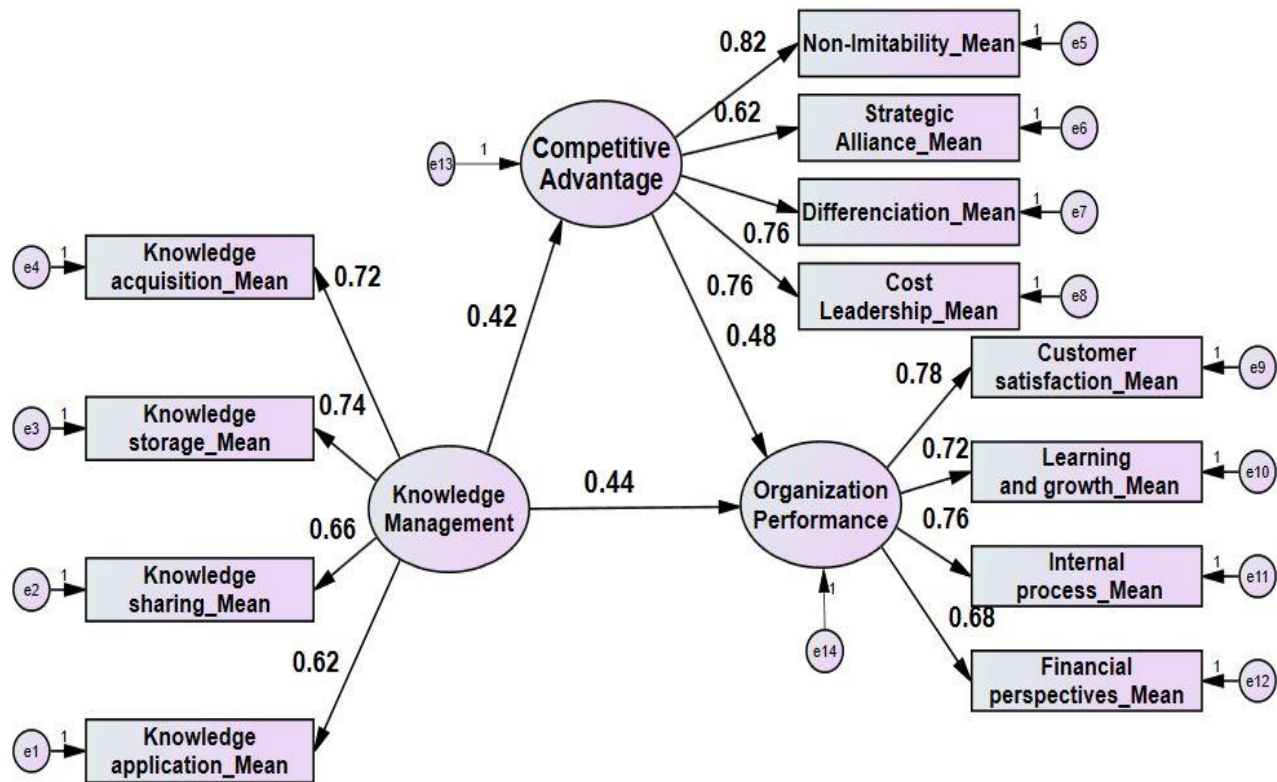 0.82
Non-Imitability_Mean
1
e5
0.62
Strategic
Alliance_Mean
1
e6
e13
1
Competitive
Advantage
Differenciation_Mean
1
e7
0.76
Cost
Leadership_Mean
1
e8
0.76
e4
1
Knowledge
acquisition_Mean
0.72
0.42
0.48
Customer
satisfaction_Mean
1
e9
0.78
e3
1
Knowledge
storage_Mean
0.74
0.72
Learning
and growth_Mean
1
e10
Knowledge
Management
0.44
Organization
Performance
0.76
Internal
process_Mean
1
e11
e2
1
Knowledge
sharing_Mean
0.66
1
e14
0.68
Financial
perspectives_Mean
1
e12
0.62
e1
1
Knowledge
application_Mean